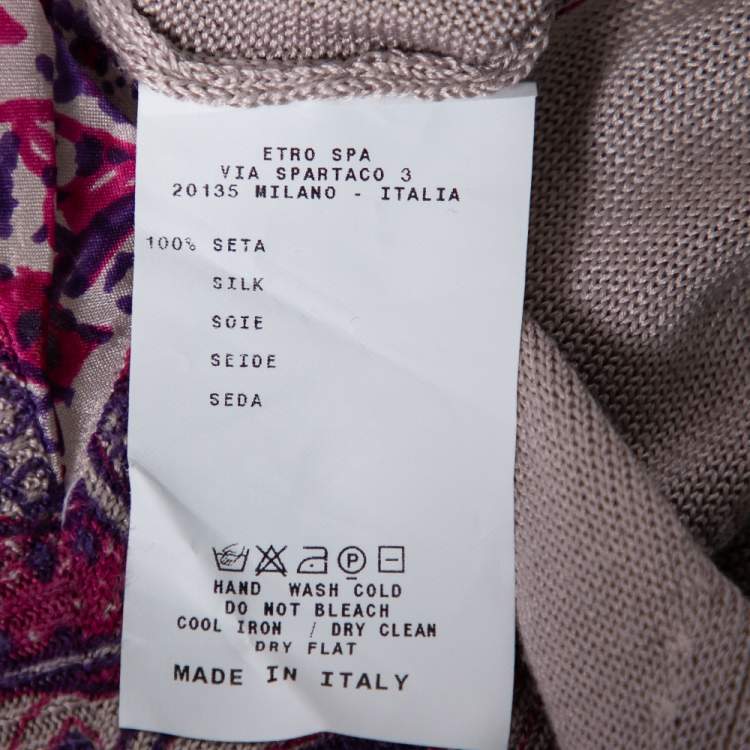 ETRO SPA
VIA SPARTACO 3
20135 MILANO - ITALIA
100% SETA
SILK
SOIE
SEIDE
SEDA
P
HAND WASH COLD
DO NOT BLEACH
COOL IRON / DRY CLEAN
DRY FLAT
MADE IN ITALY